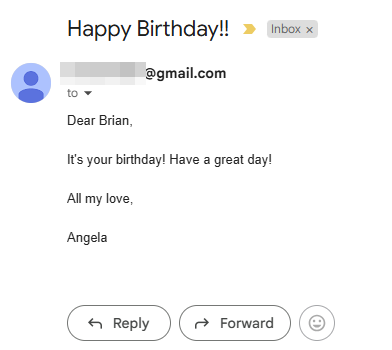 Happy Birthday!! Inbox ×
@gmail.com
to
Dear Brian,
It's your birthday! Have a great day!
All my love,
Angela
Reply Forward